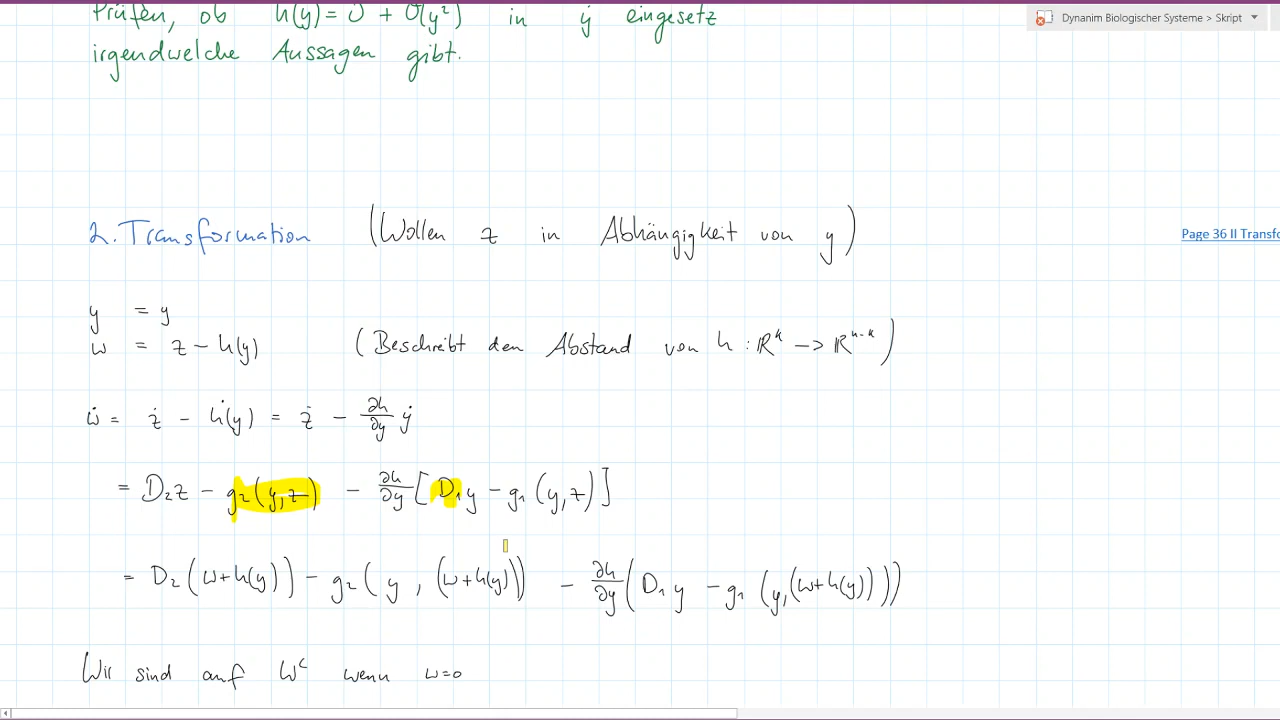 Prüfen, ob h(y) = 0 + O(y²) in ẏ eingesetz
Dynanim Biologischer Systeme > Skript
irgendwelche Aussagen gibt.
2. Transformation (Wollen z in Abhängigkeit von y)
Page 36 II Transfo
y = y
w = z − h(y) (Beschreibt den Abstand von h : ℝᵏ → ℝⁿ⁻ᵏ)
ẇ = ż − ḣ(y) = ż − ∂h/∂y ẏ
= D₂z − g₂(y,z) − ∂h/∂y [D₁y − g₁(y,z)]
= D₂(w+h(y)) − g₂(y, (w+h(y))) − ∂h/∂y (D₁y − g₁(y,(w+h(y))))
Wir sind auf Wᶜ wenn w=0